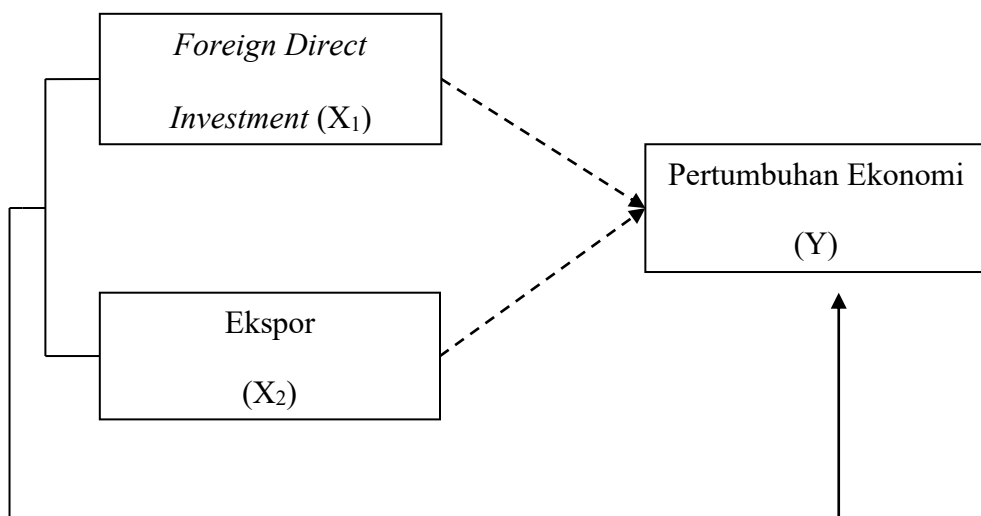 Foreign Direct
Investment (X₁)
Pertumbuhan Ekonomi
(Y)
Ekspor
(X₂)